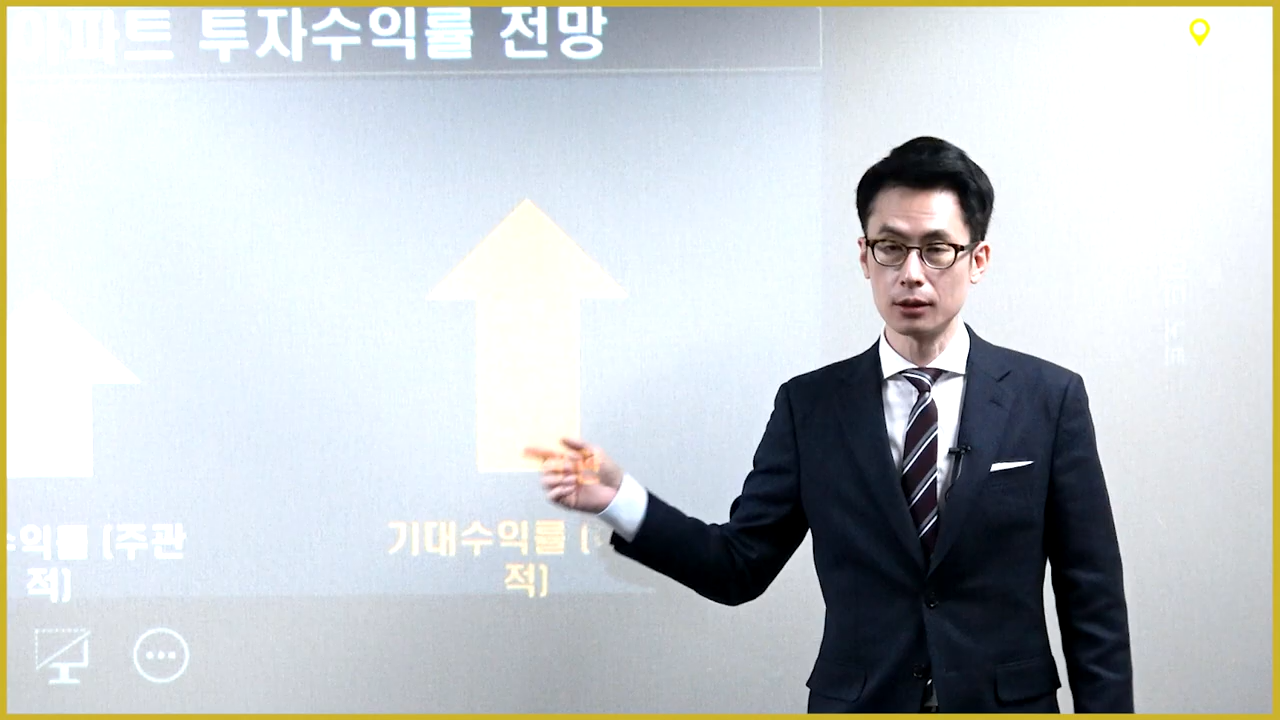 아파트 투자수익률 전망
수익률 (주관
적)
기대수익률 (
적)